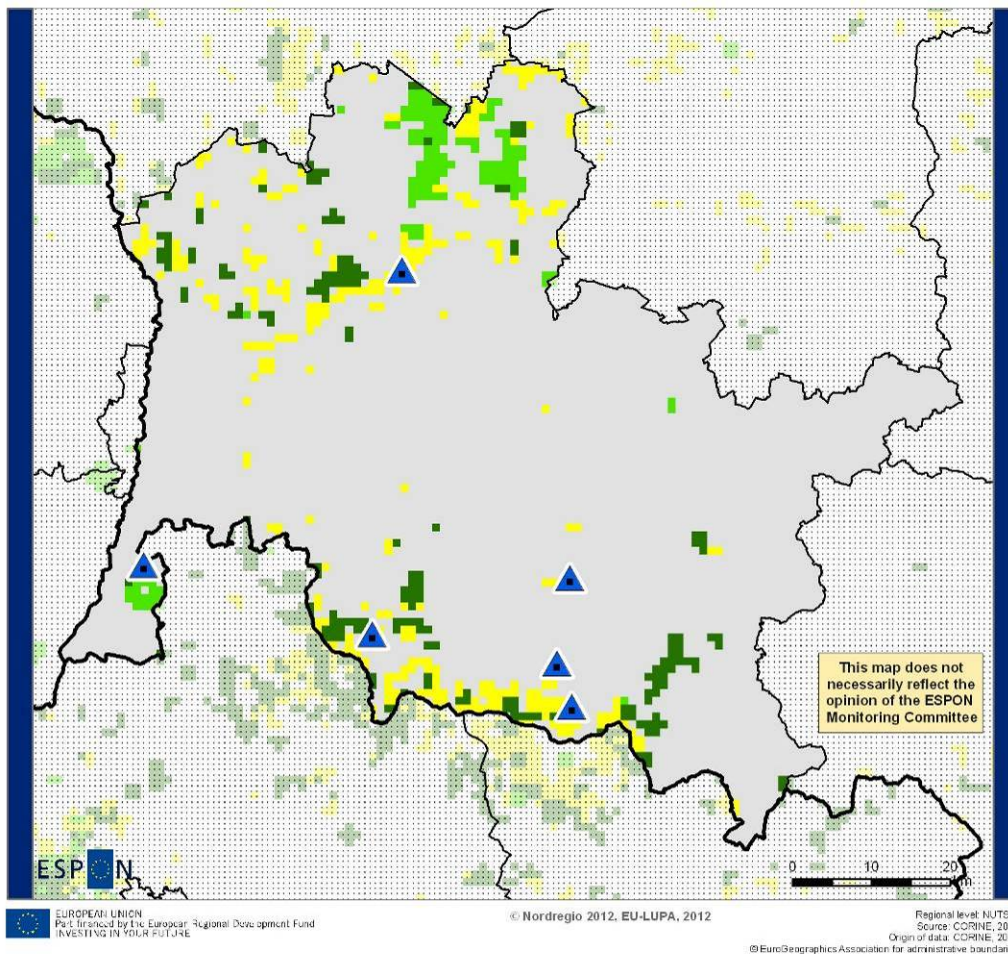 This map does not
necessarily reflect the
opinion of the ESPON
Monitoring Committee
ESPON
0 10 20
EUROPEAN UNION
Part financed by the European Regional Development Fund
INVESTING IN YOUR FUTURE
© Nordregio 2012, EU-LUPA, 2012
Regional level: NUTS
Source: CORINE, 20
Origin of data: CORINE, 20
© EuroGeographics Association for administrative boundari